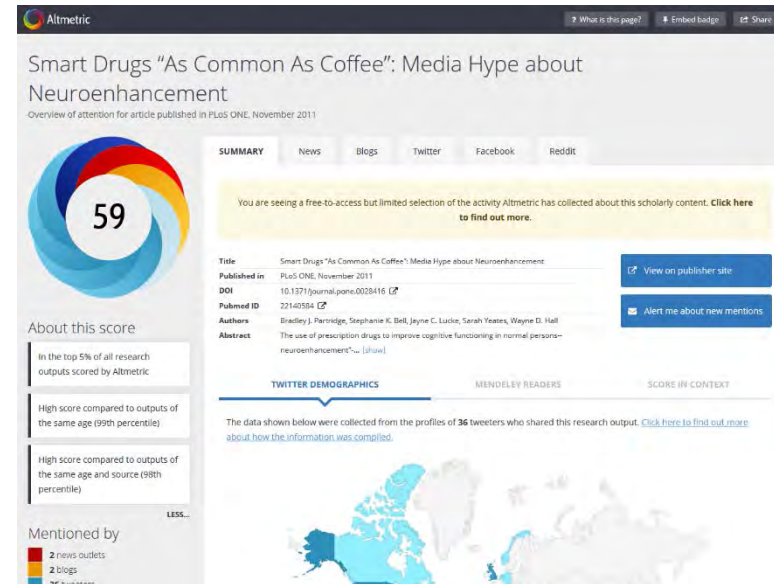 Altmetric
? What is this page?
Embed badge
Share
Smart Drugs “As Common As Coffee”: Media Hype about
Neuroenhancement
Overview of attention for article published in PLoS ONE, November 2011
59
SUMMARY News Blogs Twitter Facebook Reddit
You are seeing a free-to-access but limited selection of the activity Altmetric has collected about this scholarly content. Click here
to find out more.
Title Smart Drugs "As Common As Coffee": Media Hype about Neuroenhancement
Published in PLoS ONE, November 2011
DOI 10.1371/journal.pone.0028416
Pubmed ID 22140584
Authors Bradley J. Partridge, Stephanie K. Bell, Jayne C. Lucke, Sarah Yeates, Wayne D. Hall
Abstract The use of prescription drugs to improve cognitive functioning in normal persons--
neuroenhancement"-... [show]
View on publisher site
Alert me about new mentions
About this score
In the top 5% of all research
outputs scored by Altmetric
High score compared to outputs of
the same age (99th percentile)
High score compared to outputs of
the same age and source (98th
percentile)
LESS...
Mentioned by
2 news outlets
2 blogs
36 tweeters
TWITTER DEMOGRAPHICS MENDELEY READERS SCORE IN CONTEXT
The data shown below were collected from the profiles of 36 tweeters who shared this research output. Click here to find out more
about how the information was compiled.